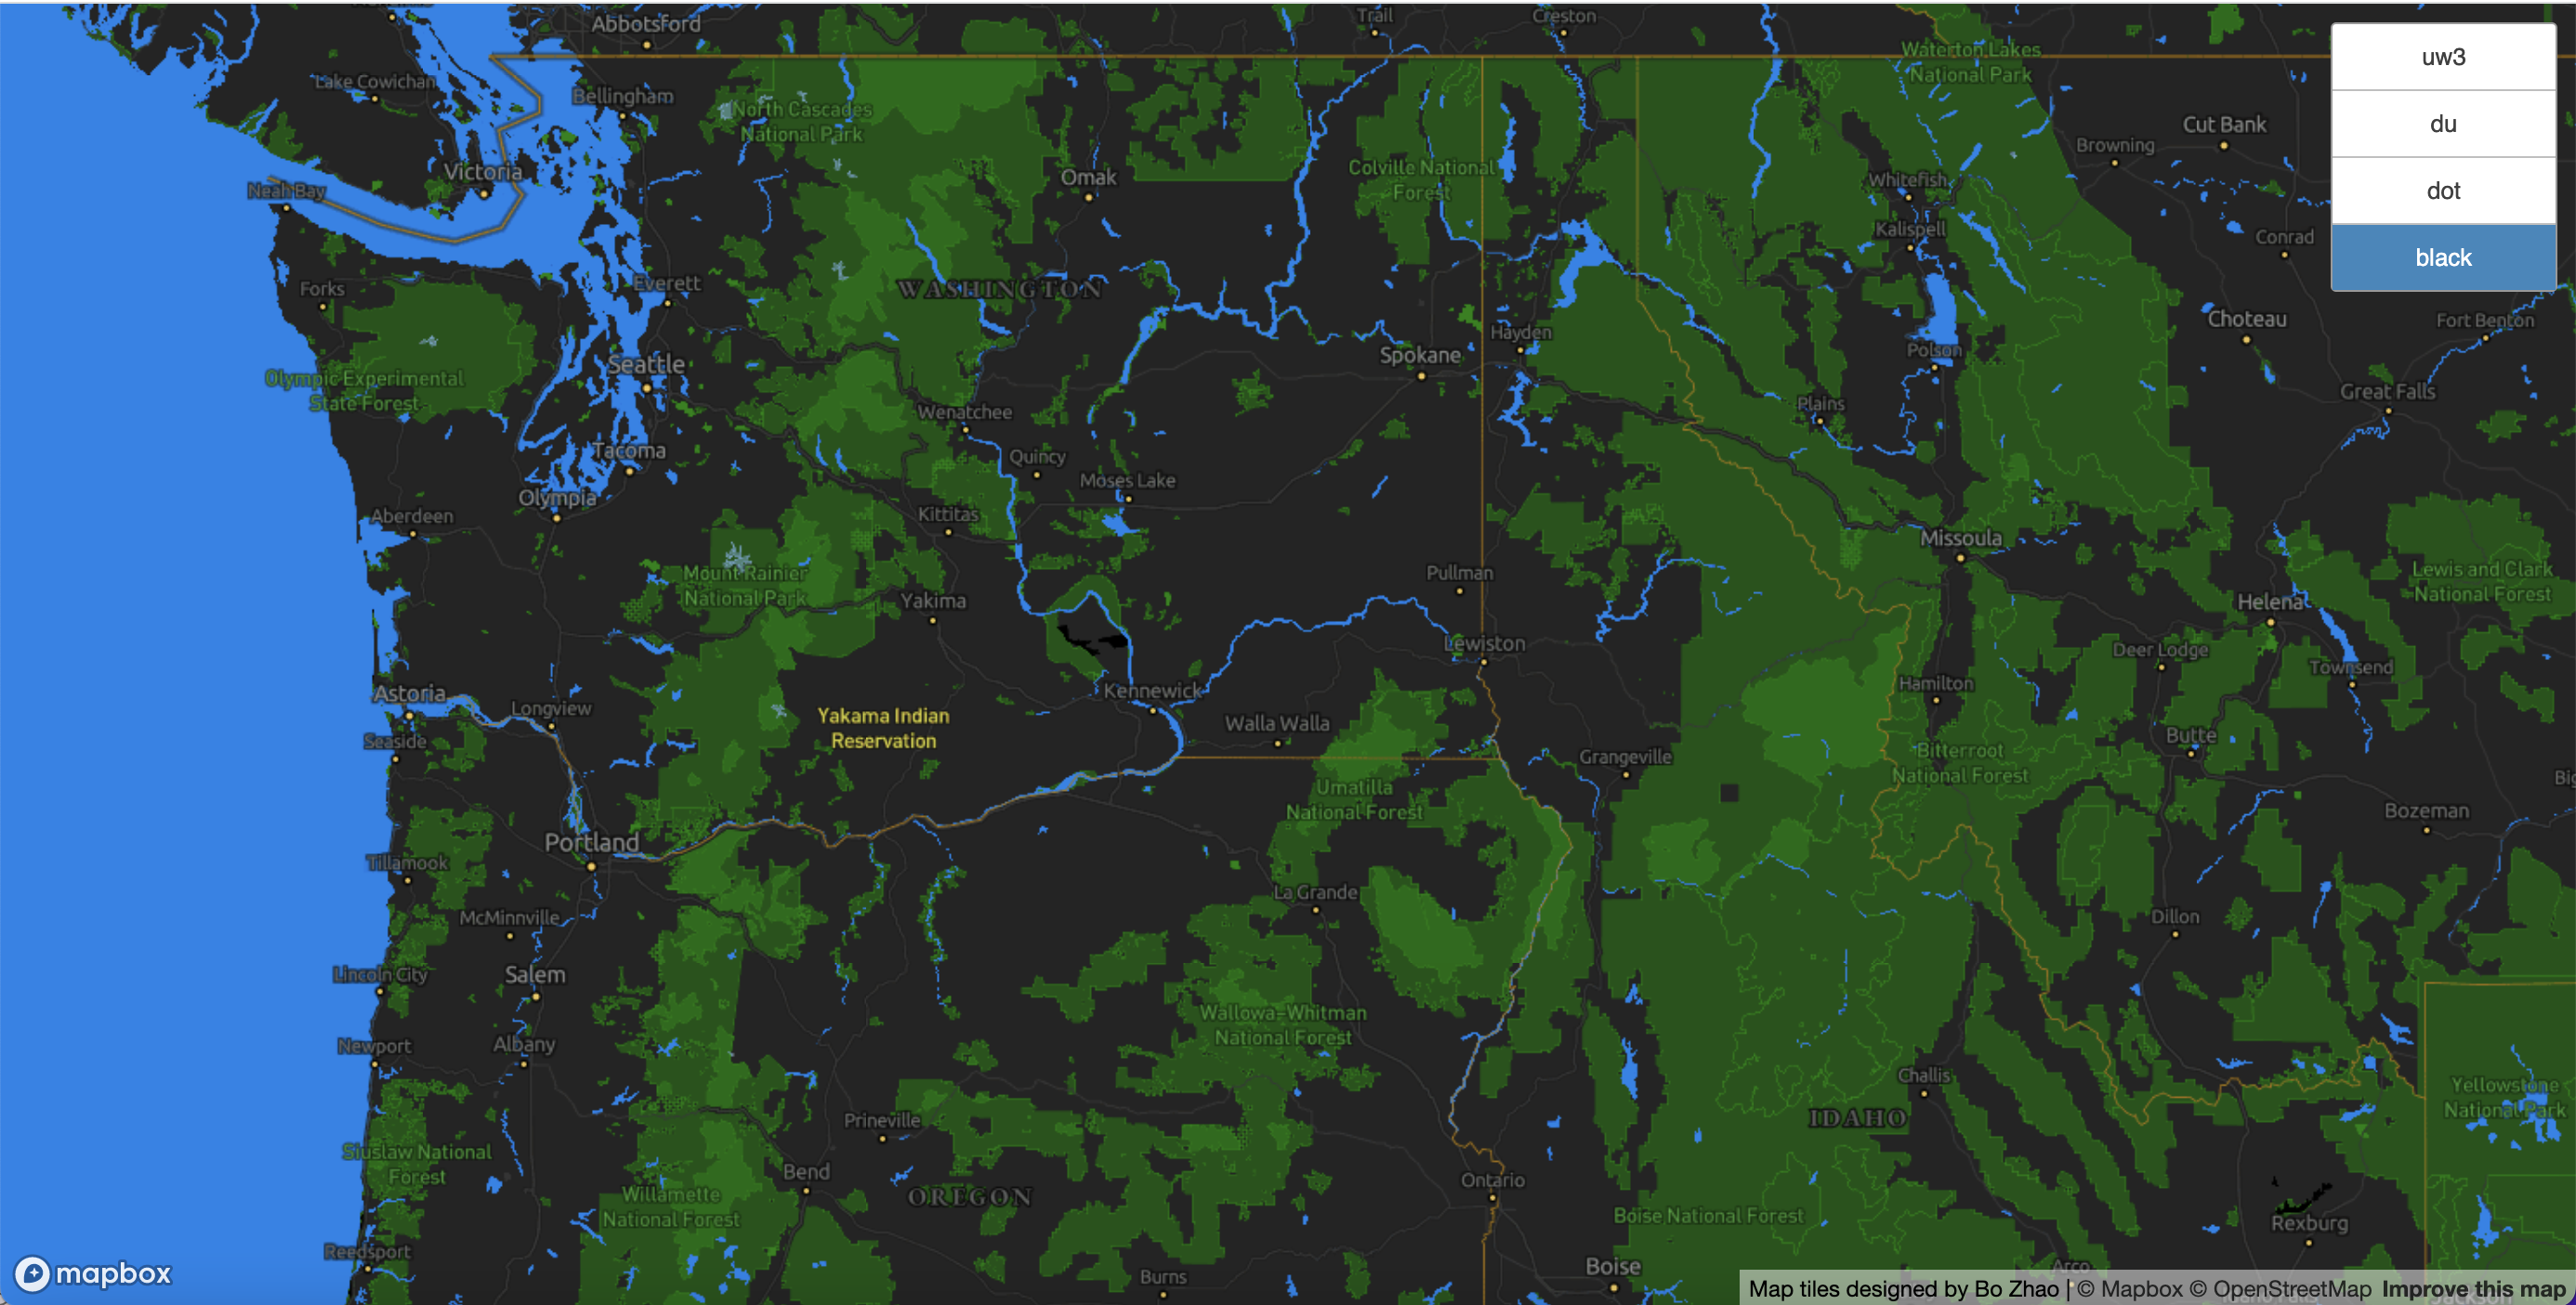 Abbotsford
Trail
Creston
Waterton Lakes
National Park
uw3
du
dot
black
Lake Cowichan
Bellingham
North Cascades
National Park
Victoria
Neah Bay
Omak
Colville National
Forest
Whitefish
Kalispell
Browning
Cut Bank
Conrad
Forks
Everett
WASHINGTON
Hayden
Spokane
Polson
Choteau
Fort Benton
Seattle
Olympic Experimental
State Forest
Wenatchee
Plains
Great Falls
Tacoma
Quincy
Moses Lake
Olympia
Aberdeen
Kittitas
Missoula
Mount Rainier
National Park
Yakima
Pullman
Lewis and Clark
National Forest
Helena
Lewiston
Deer Lodge
Townsend
Astoria
Longview
Kennewick
Hamilton
Seaside
Yakama Indian
Reservation
Walla Walla
Grangeville
Bitterroot
National Forest
Butte
Umatilla
National Forest
Bozeman
Portland
Tillamook
La Grande
McMinnville
Dillon
Lincoln City
Salem
Wallowa-Whitman
National Forest
Newport
Albany
Challis
Yellowstone
National Park
IDAHO
Prineville
Siuslaw National
Forest
Bend
OREGON
Ontario
Willamette
National Forest
Boise National Forest
Rexburg
Reedsport
Burns
Boise
Arco
mapbox
Map tiles designed by Bo Zhao | © Mapbox © OpenStreetMap Improve this map